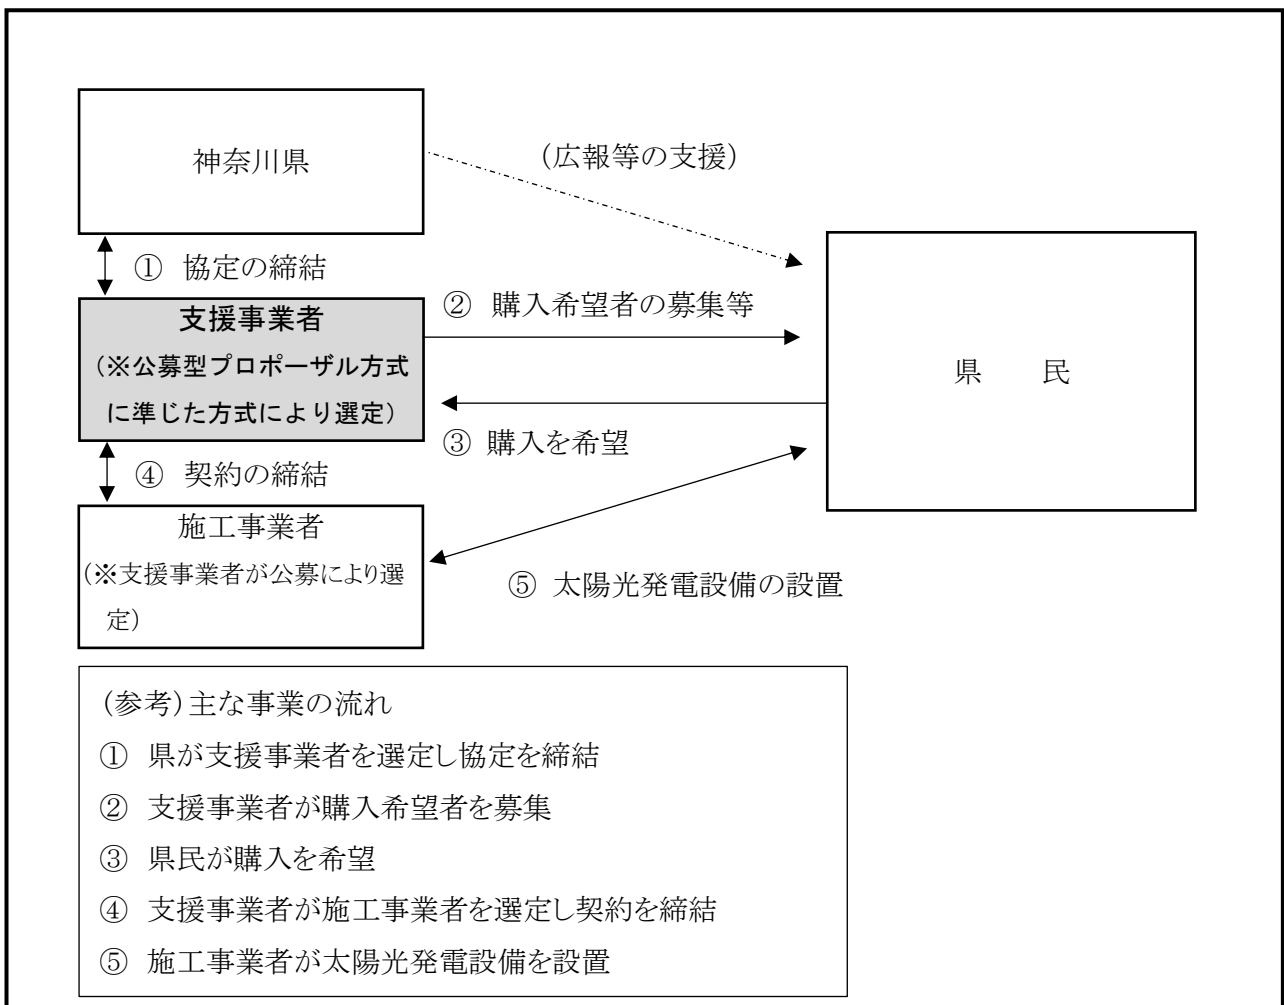 神奈川県
（広報等の支援）
① 協定の締結
支援事業者
（※公募型プロポーザル方式
に準じた方式により選定）
② 購入希望者の募集等
県　　民
③ 購入を希望
④ 契約の締結
施工事業者
（※支援事業者が公募により選
定）
⑤ 太陽光発電設備の設置
（参考）主な事業の流れ
① 県が支援事業者を選定し協定を締結
② 支援事業者が購入希望者を募集
③ 県民が購入を希望
④ 支援事業者が施工事業者を選定し契約を締結
⑤ 施工事業者が太陽光発電設備を設置